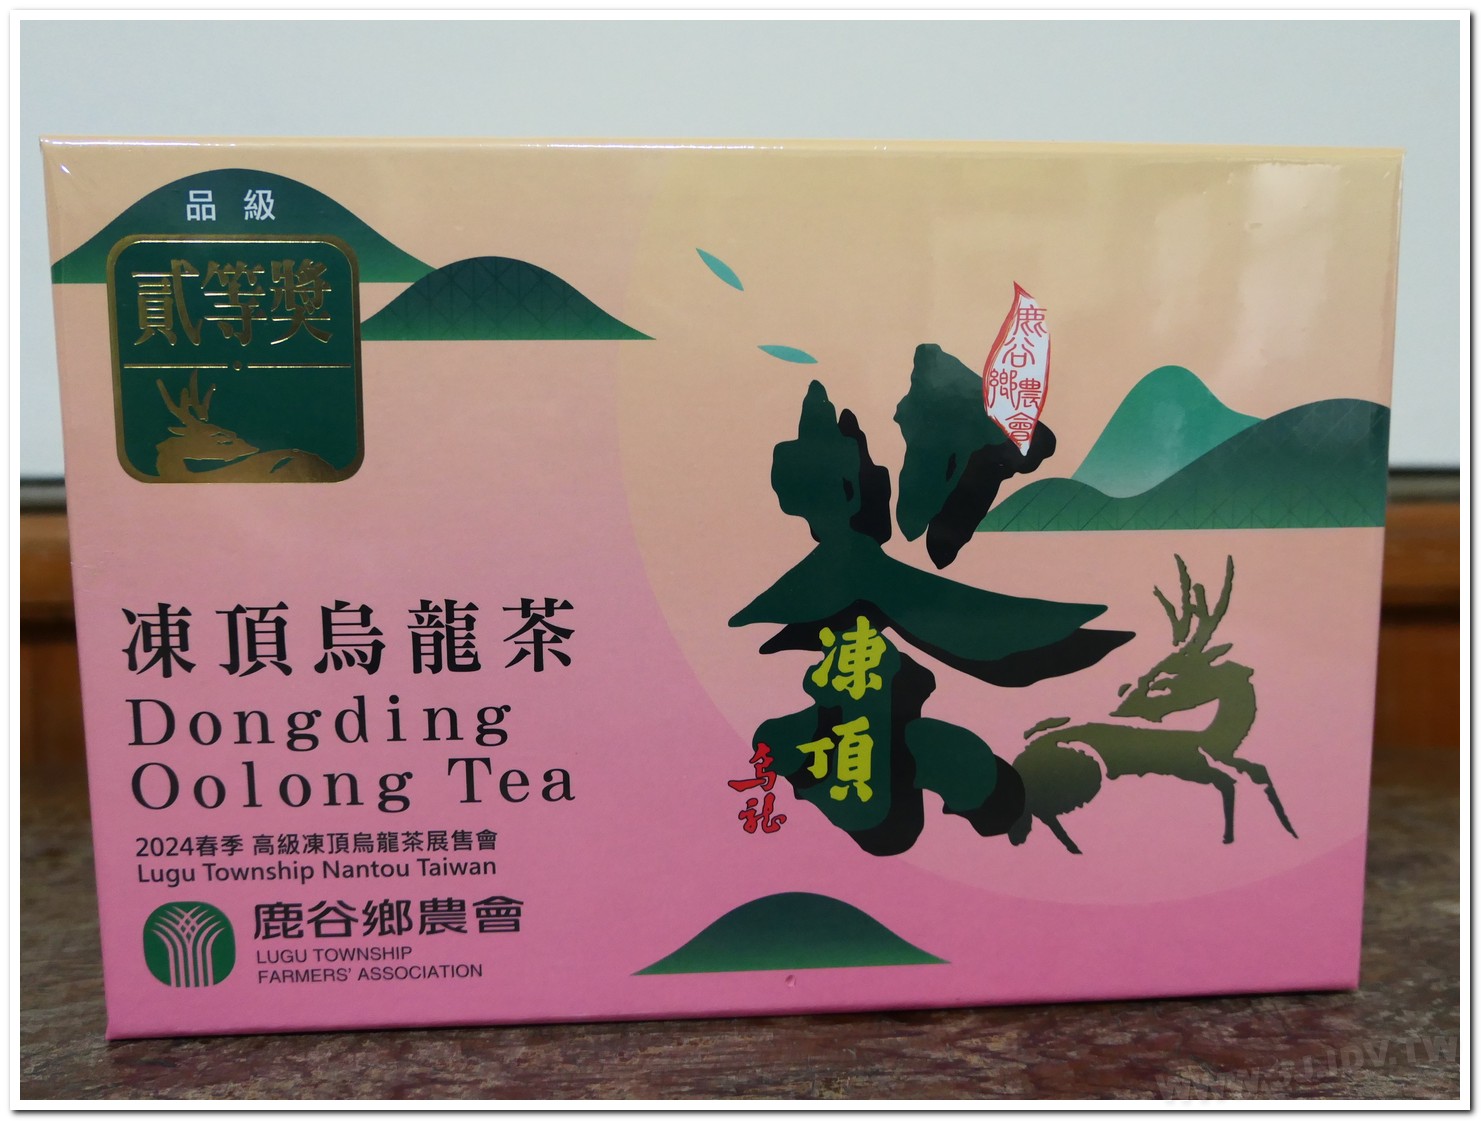 品級
貳等獎
鹿谷鄉農會
茶
凍頂
烏龍
凍頂烏龍茶
Dongding
Oolong Tea
2024春季 高級凍頂烏龍茶展售會
Lugu Township Nantou Taiwan
鹿谷鄉農會
LUGU TOWNSHIP
FARMERS' ASSOCIATION